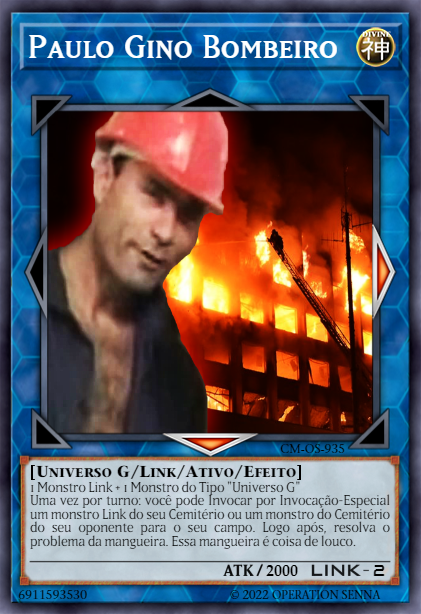 PAULO GINO BOMBEIRO
DIVINE
神
CM-OS-935
[UNIVERSO G/LINK/ATIVO/EFEITO]
1 Monstro Link + 1 Monstro do Tipo "Universo G"
Uma vez por turno: você pode Invocar por Invocação-Especial
um monstro Link do seu Cemitério ou um monstro do Cemitério
do seu oponente para o seu campo. Logo após, resolva o
problema da mangueira. Essa mangueira é coisa de louco.
ATK / 2000 LINK-2
6911593530 © 2022 OPERATION SENNA